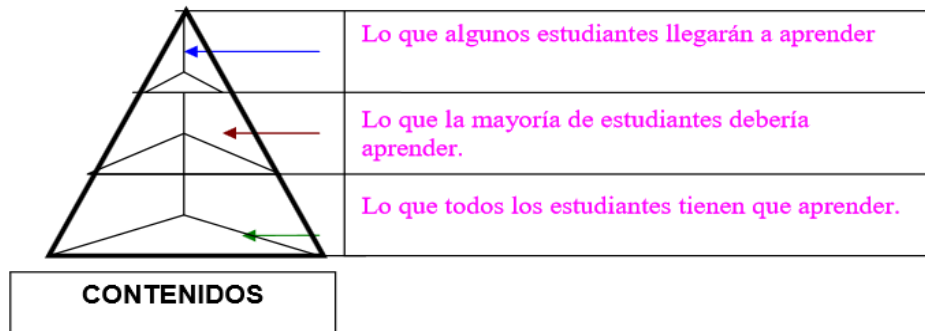 Lo que algunos estudiantes llegarán a aprender
Lo que la mayoría de estudiantes debería
aprender.
Lo que todos los estudiantes tienen que aprender.
CONTENIDOS